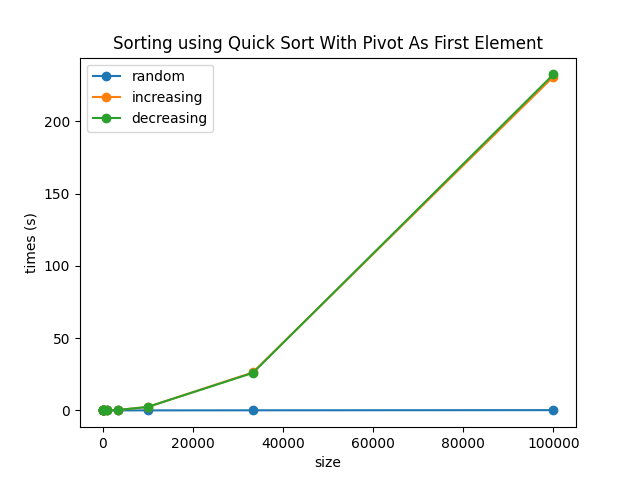 Sorting using Quick Sort With Pivot As First Element
random
increasing
decreasing
200
150
100
50
0
times (s)
0 20000 40000 60000 80000 100000
size